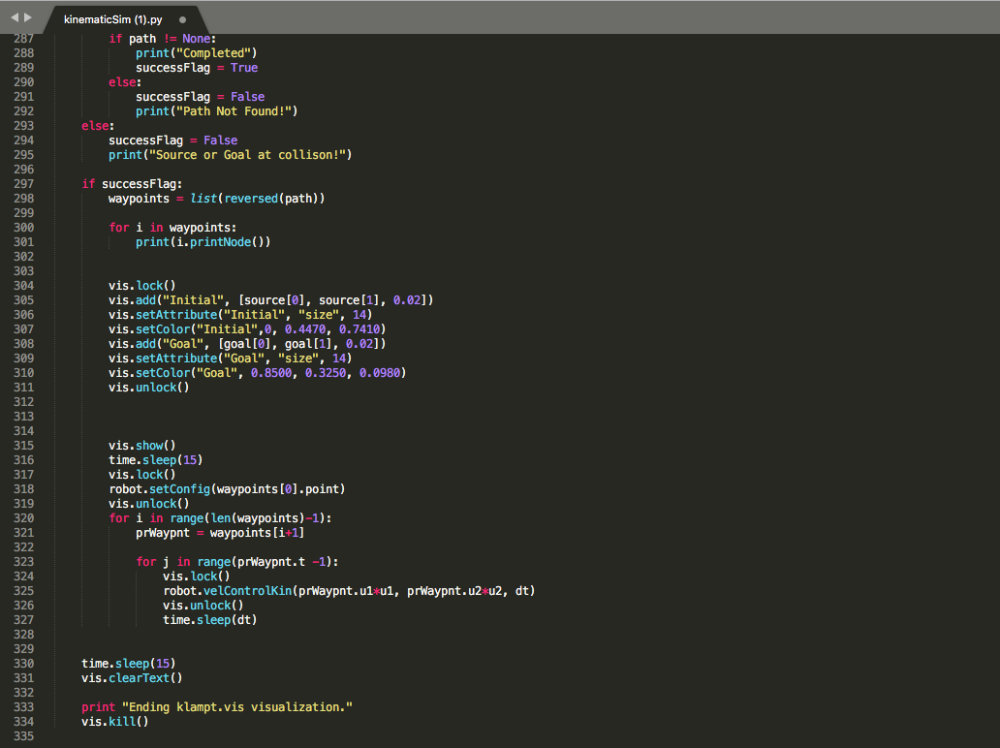 kinematicSim (1).py
287 if path != None:
288 print("Completed")
289 successFlag = True
290 else:
291 successFlag = False
292 print("Path Not Found!")
293 else:
294 successFlag = False
295 print("Source or Goal at collison!")
296
297 if successFlag:
298 waypoints = list(reversed(path))
299
300 for i in waypoints:
301 print(i.printNode())
302
303
304 vis.lock()
305 vis.add("Initial", [source[0], source[1], 0.02])
306 vis.setAttribute("Initial", "size", 14)
307 vis.setColor("Initial",0, 0.4470, 0.7410)
308 vis.add("Goal", [goal[0], goal[1], 0.02])
309 vis.setAttribute("Goal", "size", 14)
310 vis.setColor("Goal", 0.8500, 0.3250, 0.0980)
311 vis.unlock()
312
313
314
315 vis.show()
316 time.sleep(15)
317 vis.lock()
318 robot.setConfig(waypoints[0].point)
319 vis.unlock()
320 for i in range(len(waypoints)-1):
321 prWaypnt = waypoints[i+1]
322
323 for j in range(prWaypnt.t -1):
324 vis.lock()
325 robot.velControlKin(prWaypnt.u1*u1, prWaypnt.u2*u2, dt)
326 vis.unlock()
327 time.sleep(dt)
328
329
330 time.sleep(15)
331 vis.clearText()
332
333 print "Ending klampt.vis visualization."
334 vis.kill()
335